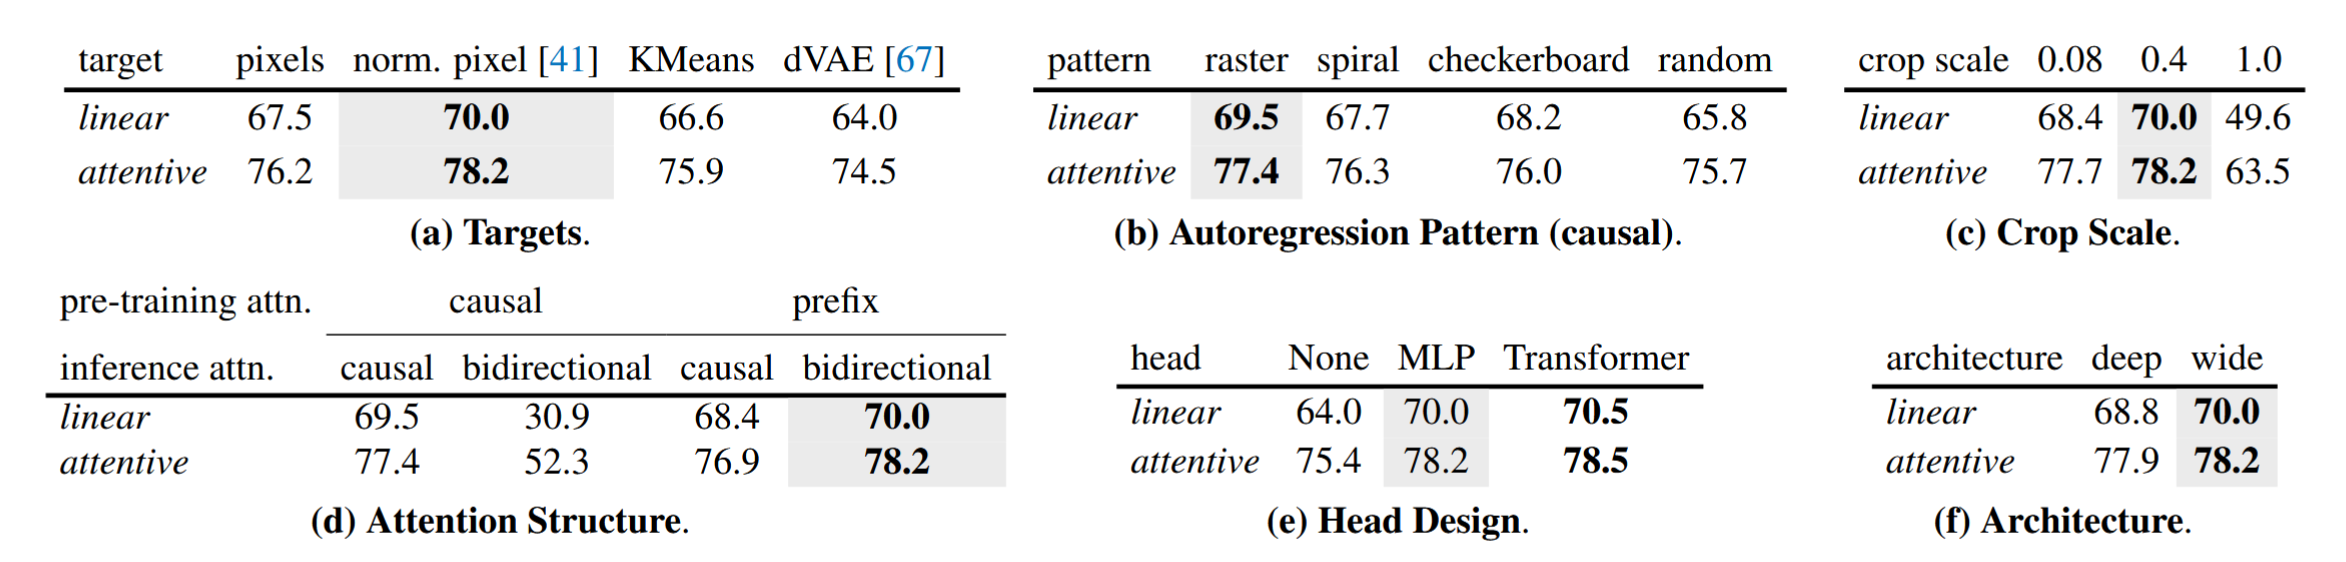 target pixels norm. pixel [41] KMeans dVAE [67]
linear 67.5 70.0 66.6 64.0
attentive 76.2 78.2 75.9 74.5
(a) Targets.
pattern raster spiral checkerboard random
linear 69.5 67.7 68.2 65.8
attentive 77.4 76.3 76.0 75.7
(b) Autoregression Pattern (causal).
crop scale 0.08 0.4 1.0
linear 68.4 70.0 49.6
attentive 77.7 78.2 63.5
(c) Crop Scale.
pre-training attn. causal prefix
inference attn. causal bidirectional causal bidirectional
linear 69.5 30.9 68.4 70.0
attentive 77.4 52.3 76.9 78.2
(d) Attention Structure.
head None MLP Transformer
linear 64.0 70.0 70.5
attentive 75.4 78.2 78.5
(e) Head Design.
architecture deep wide
linear 68.8 70.0
attentive 77.9 78.2
(f) Architecture.